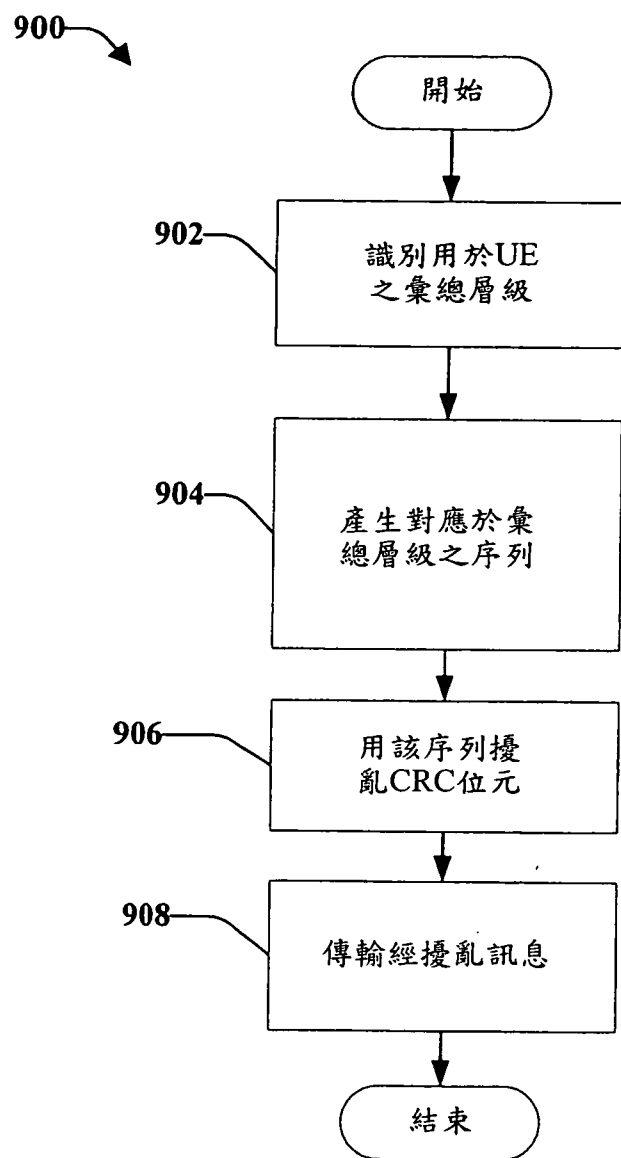 900
開始
902
識別用於UE
之彙總層級
904
產生對應於彙
總層級之序列
906
用該序列擾
亂CRC位元
908
傳輸經擾亂訊息
結束